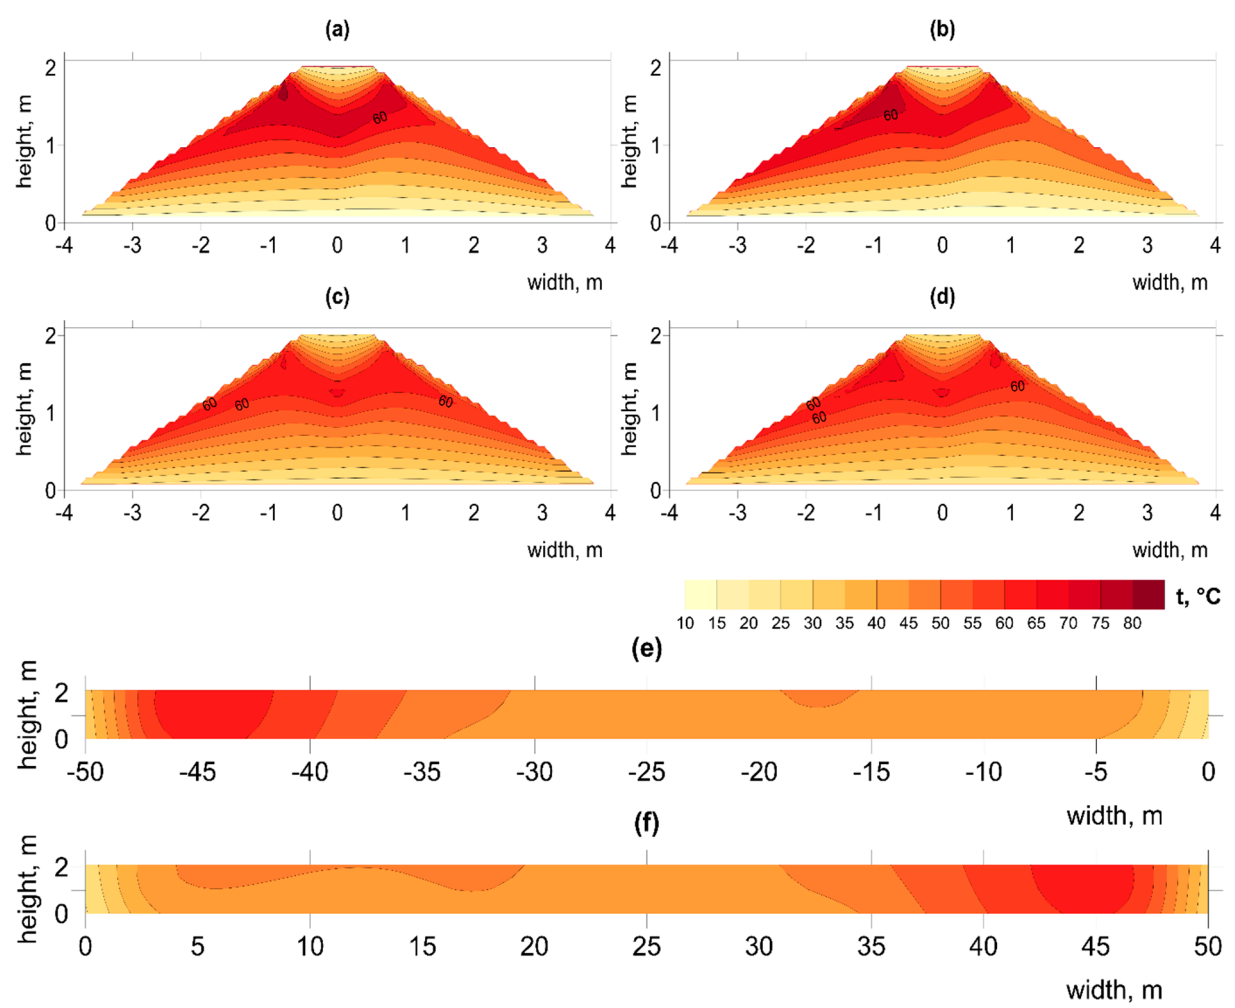 (a) (b)
2 2
height, m height, m
60 60
1 1
0 0
-4 -3 -2 -1 0 1 2 3 4 -4 -3 -2 -1 0 1 2 3 4
width, m width, m
(c) (d)
2 2
height, m height, m
60 60 60 60 60 60
1 1
0 0
-4 -3 -2 -1 0 1 2 3 4 -4 -3 -2 -1 0 1 2 3 4
width, m width, m
t, °C
10 15 20 25 30 35 40 45 50 55 60 65 70 75 80
(e)
height, m
2
0
-50 -45 -40 -35 -30 -25 -20 -15 -10 -5 0
width, m
(f)
height, m
2
0
0 5 10 15 20 25 30 35 40 45 50
width, m